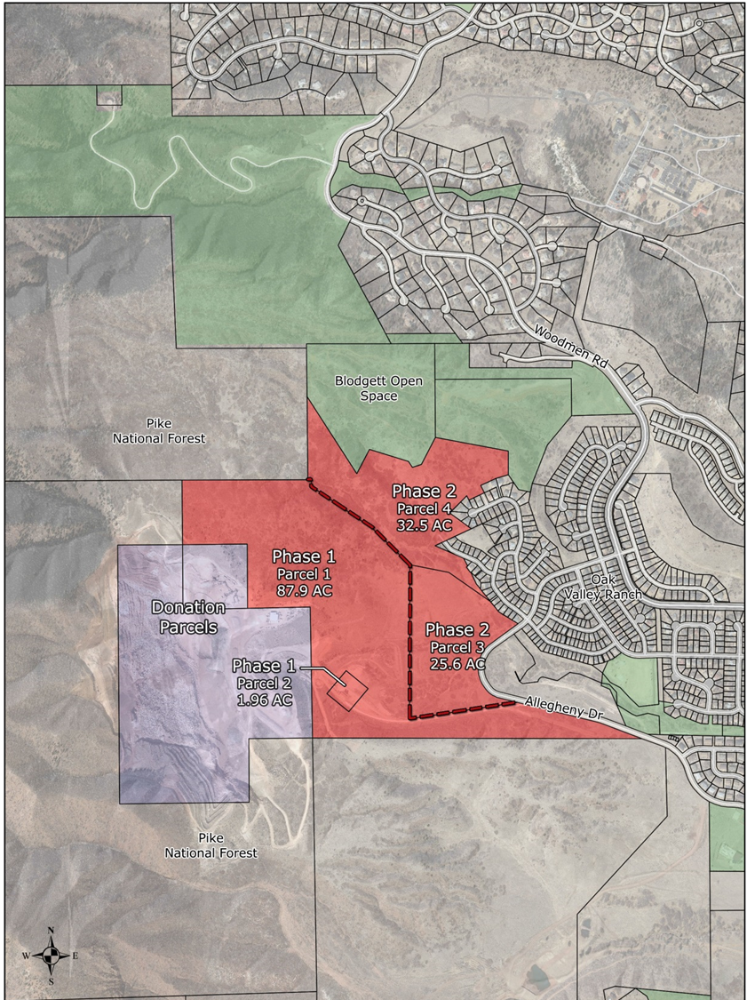 Woodmen Rd
Blodgett Open
Space
Pike
National Forest
Phase 2
Parcel 4
32.5 AC
Phase 1
Parcel 1
87.9 AC
Oak
Valley Ranch
Donation
Parcels
Phase 2
Parcel 3
25.6 AC
Phase 1
Parcel 2
1.96 AC
Allegheny Dr
Pike
National Forest
N
W E
S